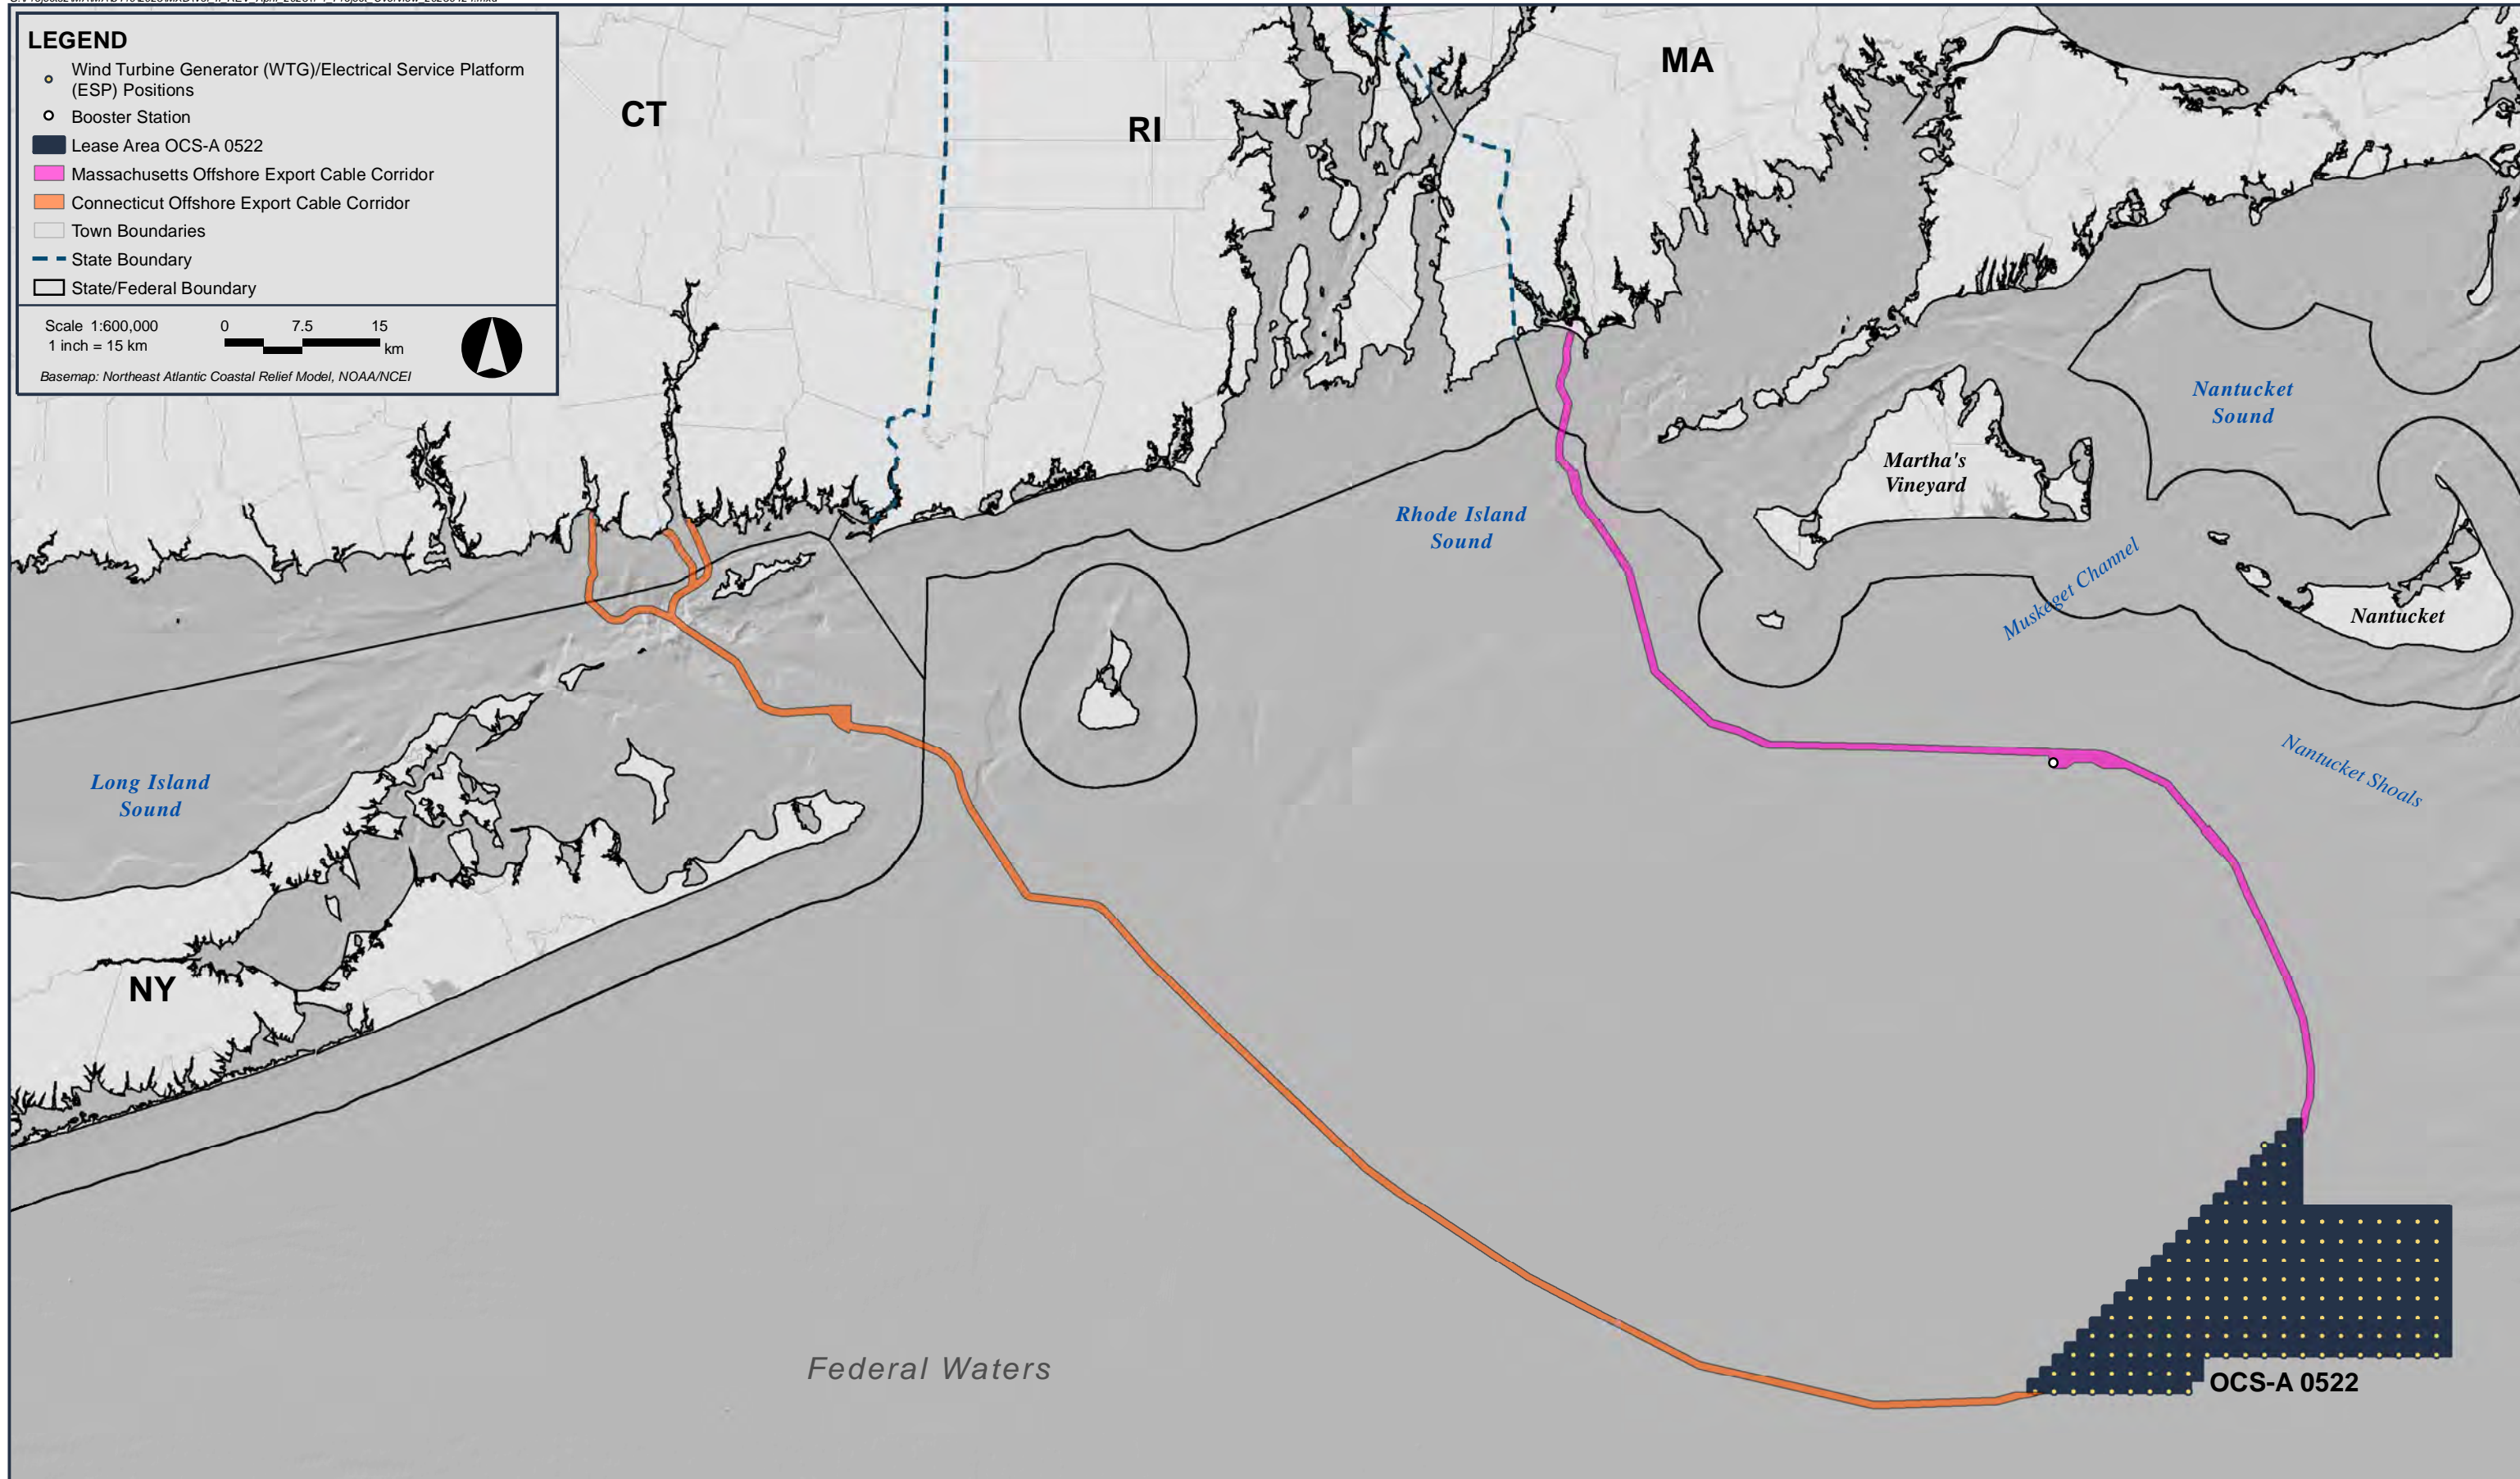 LEGEND
Wind Turbine Generator (WTG)/Electrical Service Platform
(ESP) Positions
Booster Station
Lease Area OCS-A 0522
Massachusetts Offshore Export Cable Corridor
Connecticut Offshore Export Cable Corridor
Town Boundaries
State Boundary
State/Federal Boundary
Scale 1:600,000
1 inch = 15 km
0 7.5 15
km
Basemap: Northeast Atlantic Coastal Relief Model, NOAA/NCEI
CT
RI
MA
Nantucket
Sound
Martha's
Vineyard
Rhode Island
Sound
Muskeget Channel
Nantucket
Nantucket Shoals
Long Island
Sound
NY
Federal Waters
OCS-A 0522